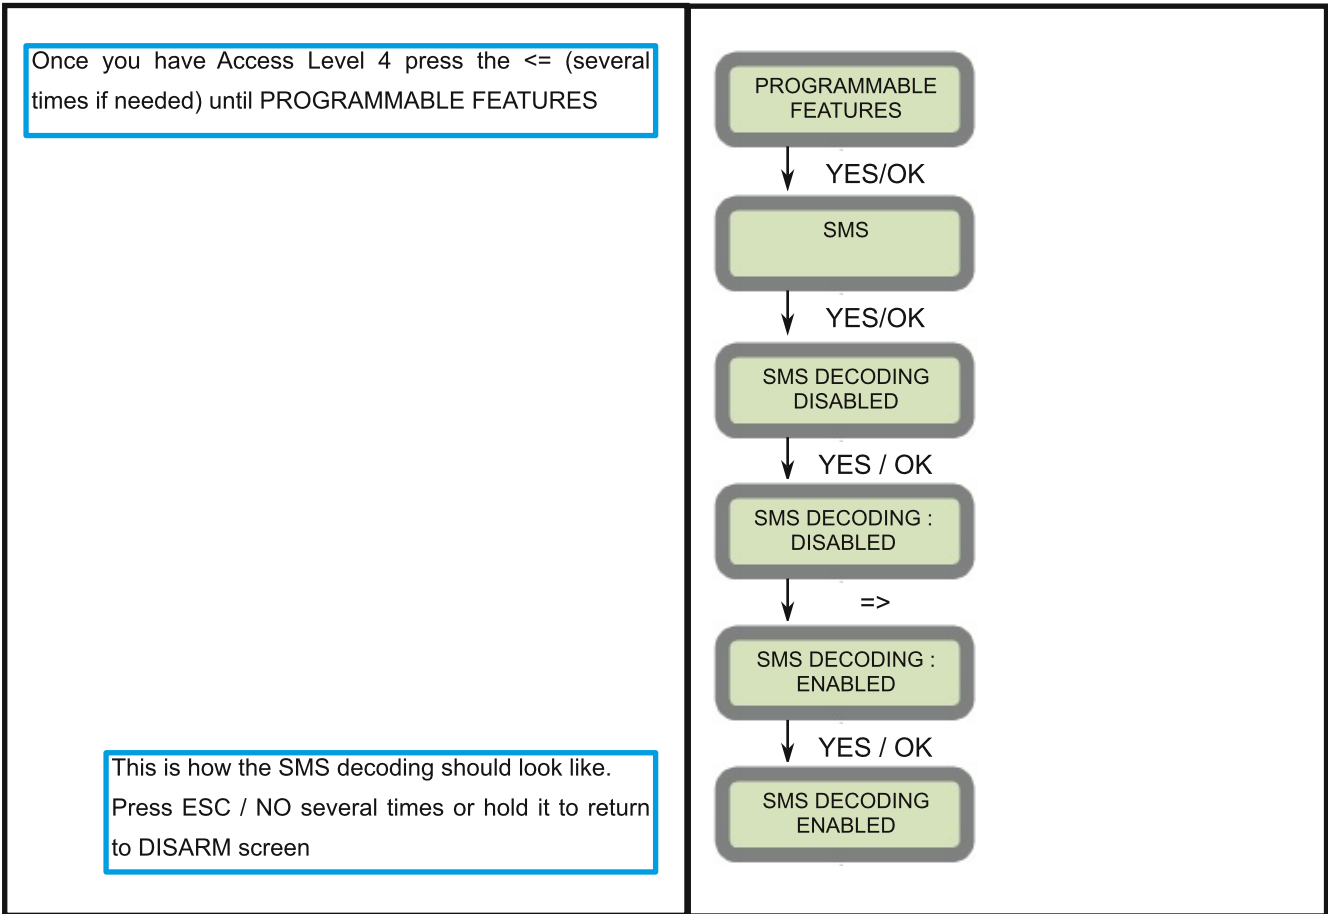 Once you have Access Level 4 press the <= (several
times if needed) until PROGRAMMABLE FEATURES
PROGRAMMABLE
FEATURES
YES/OK
SMS
YES/OK
SMS DECODING
DISABLED
YES / OK
SMS DECODING :
DISABLED
=>
SMS DECODING :
ENABLED
YES / OK
This is how the SMS decoding should look like.
Press ESC / NO several times or hold it to return
to DISARM screen
SMS DECODING
ENABLED